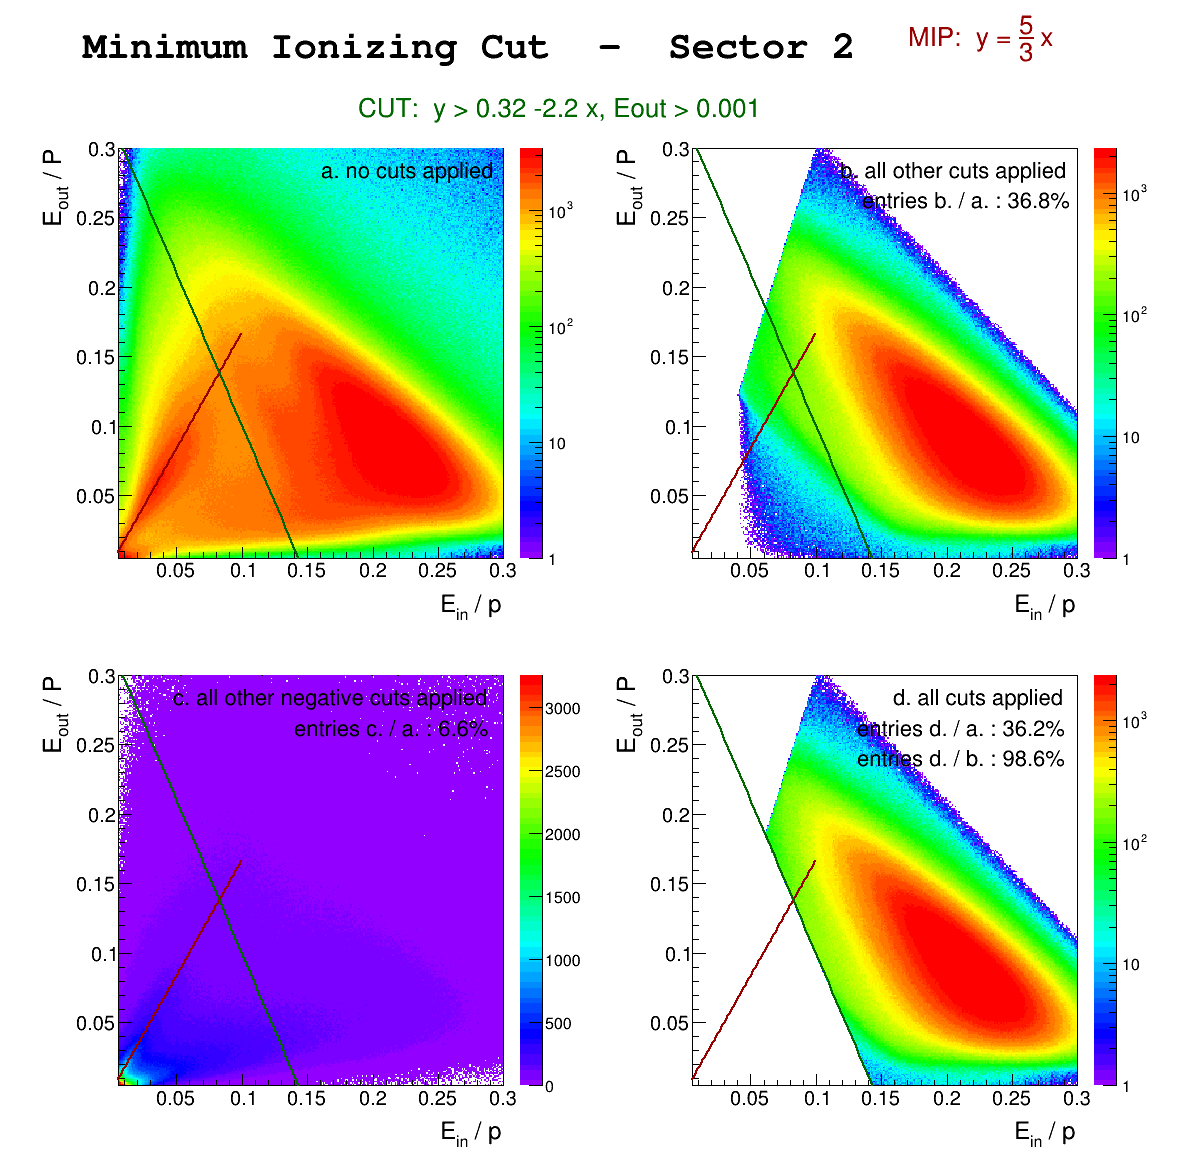 Minimum Ionizing Cut – Sector 2
MIP: y = 5/3 x
CUT: y > 0.32 -2.2 x, Eout > 0.001
a. no cuts applied
E_out / P
0.3
0.25
0.2
0.15
0.1
0.05
0.05 0.1 0.15 0.2 0.25 0.3
E_in / p
10^3
10^2
10
1
b. all other cuts applied
entries b. / a. : 36.8%
E_out / P
0.3
0.25
0.2
0.15
0.1
0.05
0.05 0.1 0.15 0.2 0.25 0.3
E_in / p
10^3
10^2
10
1
c. all other negative cuts applied
entries c. / a. : 6.6%
E_out / P
0.3
0.25
0.2
0.15
0.1
0.05
0.05 0.1 0.15 0.2 0.25 0.3
E_in / p
3000
2500
2000
1500
1000
500
0
d. all cuts applied
entries d. / a. : 36.2%
entries d. / b. : 98.6%
E_out / P
0.3
0.25
0.2
0.15
0.1
0.05
0.05 0.1 0.15 0.2 0.25 0.3
E_in / p
10^3
10^2
10
1